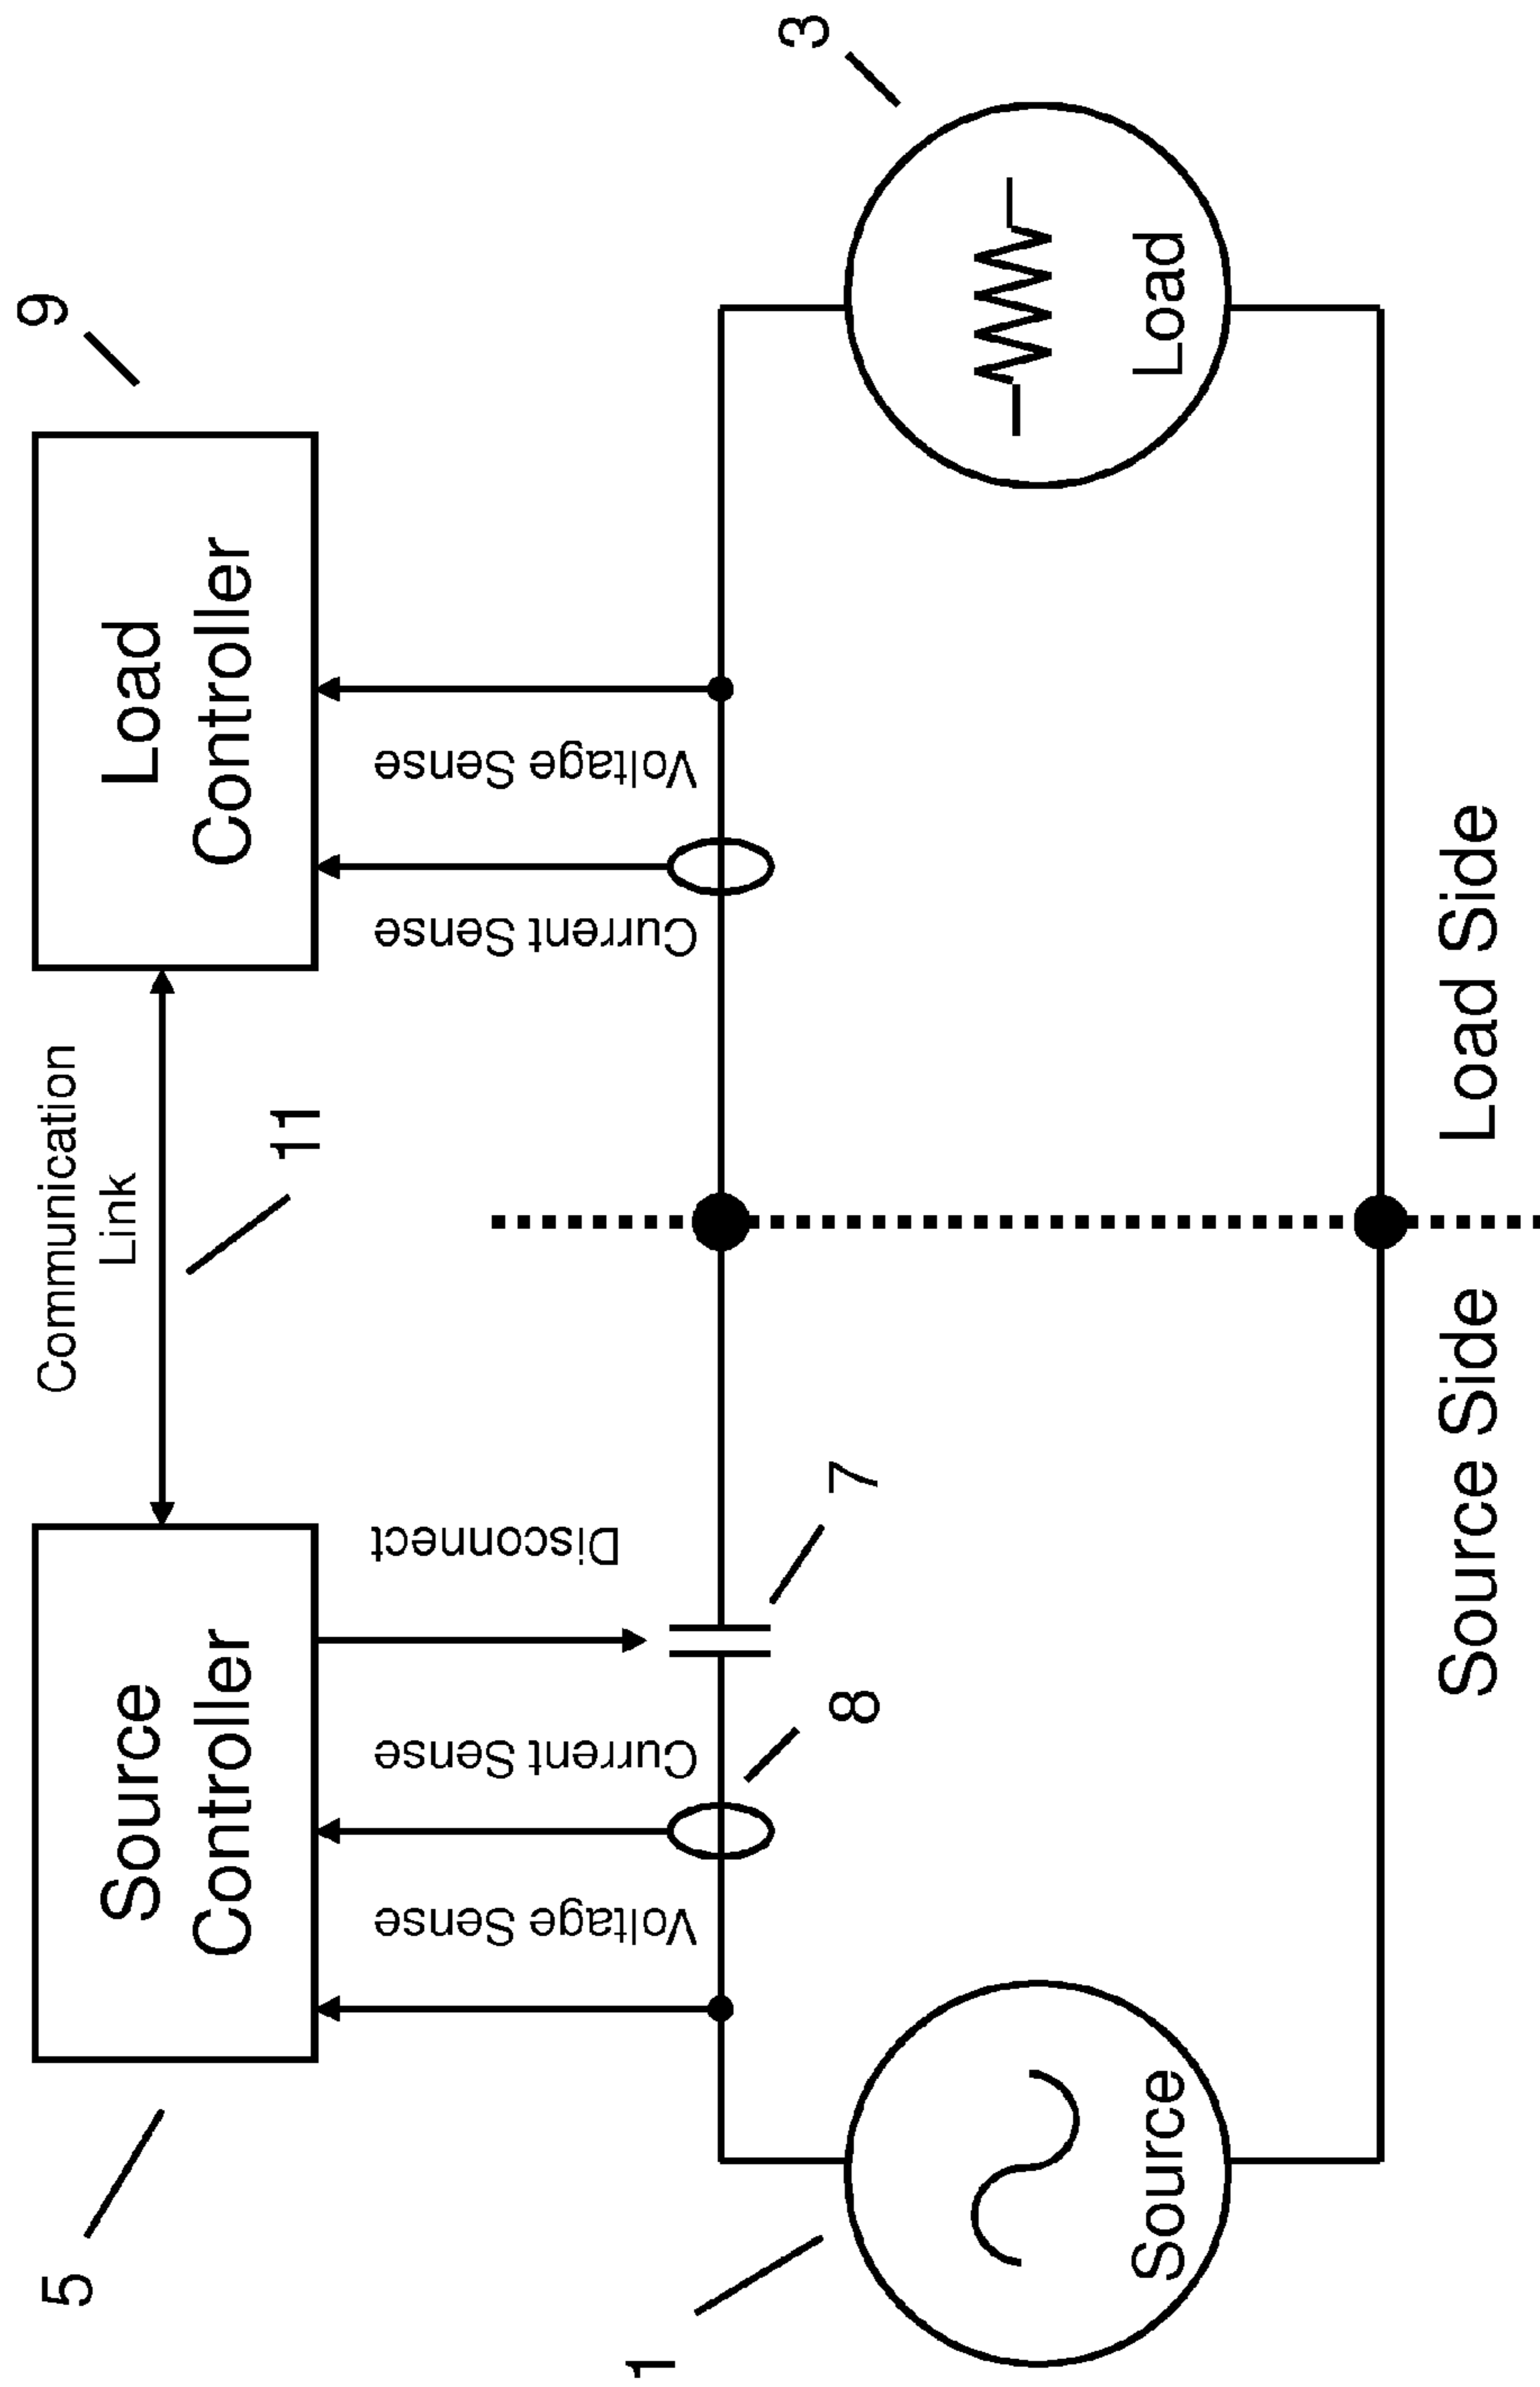 5
Source
Controller
Communication
Link
11
Load
Controller
9
Voltage Sense
Current Sense
Disconnect
Current Sense
Voltage Sense
1
8
7
3
Source
Load
Source Side
Load Side